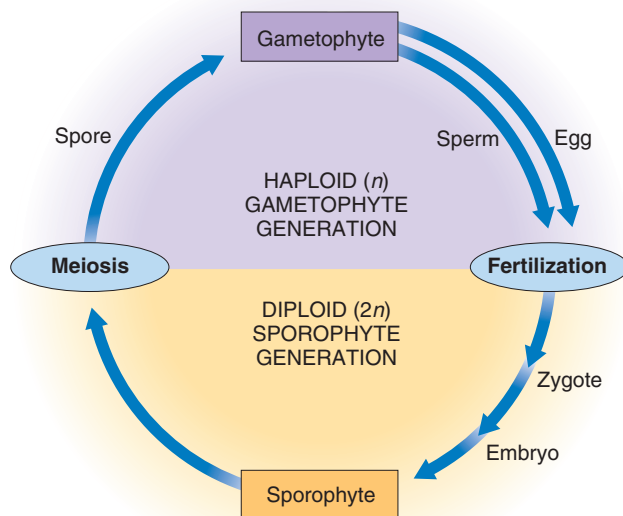 Gametophyte
Spore
Sperm
Egg
HAPLOID (n)
GAMETOPHYTE
GENERATION
Meiosis
Fertilization
DIPLOID (2n)
SPOROPHYTE
GENERATION
Zygote
Embryo
Sporophyte